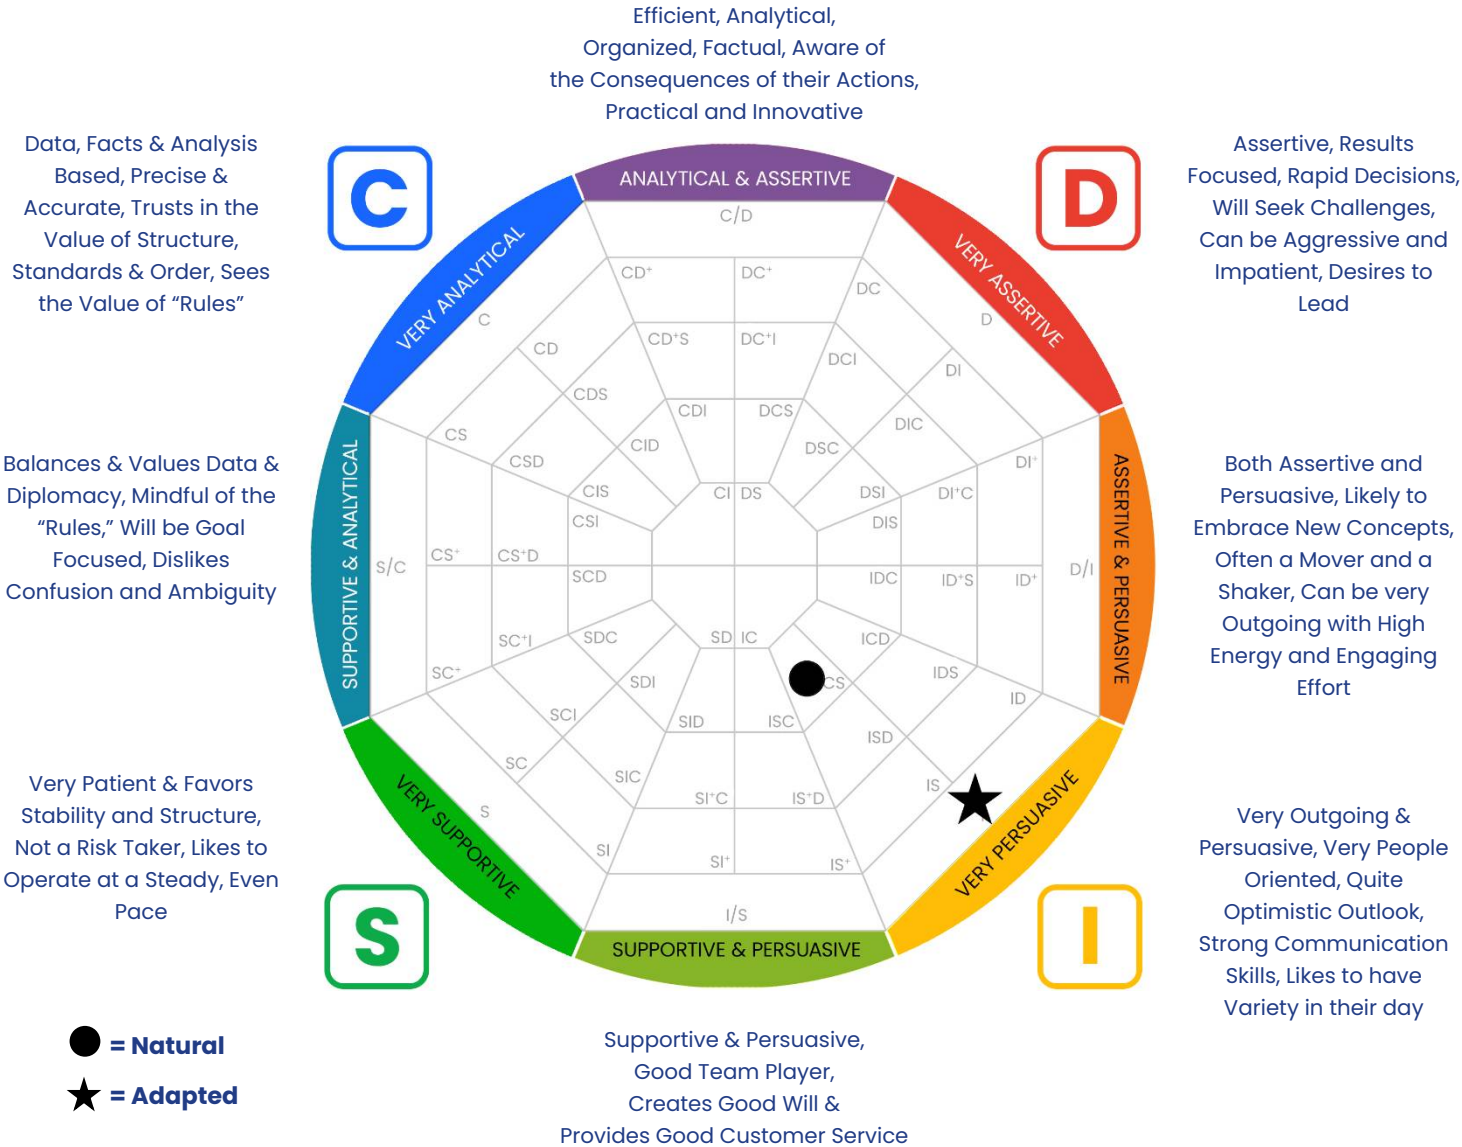 Efficient, Analytical,
Organized, Factual, Aware of
the Consequences of their Actions,
Practical and Innovative
Data, Facts & Analysis
Based, Precise &
Accurate, Trusts in the
Value of Structure,
Standards & Order, Sees
the Value of “Rules”
C
D
Assertive, Results
Focused, Rapid Decisions,
Will Seek Challenges,
Can be Aggressive and
Impatient, Desires to
Lead
ANALYTICAL & ASSERTIVE
VERY ANALYTICAL
VERY ASSERTIVE
C/D
CD+
DC+
DC
C
D
CD
CD+S
DC+I
DCI
DI
CDS
CDI
DCS
DIC
CS
CID
DSC
CSD
DI+
CIS
CI
DS
DSI
DI+C
CSI
DIS
Balances & Values Data &
Diplomacy, Mindful of the
“Rules,” Will be Goal
Focused, Dislikes
Confusion and Ambiguity
SUPPORTIVE & ANALYTICAL
ASSERTIVE & PERSUASIVE
Both Assertive and
Persuasive, Likely to
Embrace New Concepts,
Often a Mover and a
Shaker, Can be very
Outgoing with High
Energy and Engaging
Effort
S/C
CS+
CS+D
SCD
IDC
ID+S
ID+
D/I
SC+I
SDC
SD
IC
ICD
SC+
SDI
CS
IDS
ID
SCI
SID
ISC
ISD
SC
SIC
IS
S
SI+C
IS+D
SI
SI+
IS+
I/S
VERY SUPPORTIVE
VERY PERSUASIVE
SUPPORTIVE & PERSUASIVE
Very Patient & Favors
Stability and Structure,
Not a Risk Taker, Likes to
Operate at a Steady, Even
Pace
S
I
Very Outgoing &
Persuasive, Very People
Oriented, Quite
Optimistic Outlook,
Strong Communication
Skills, Likes to have
Variety in their day
= Natural
= Adapted
Supportive & Persuasive,
Good Team Player,
Creates Good Will &
Provides Good Customer Service